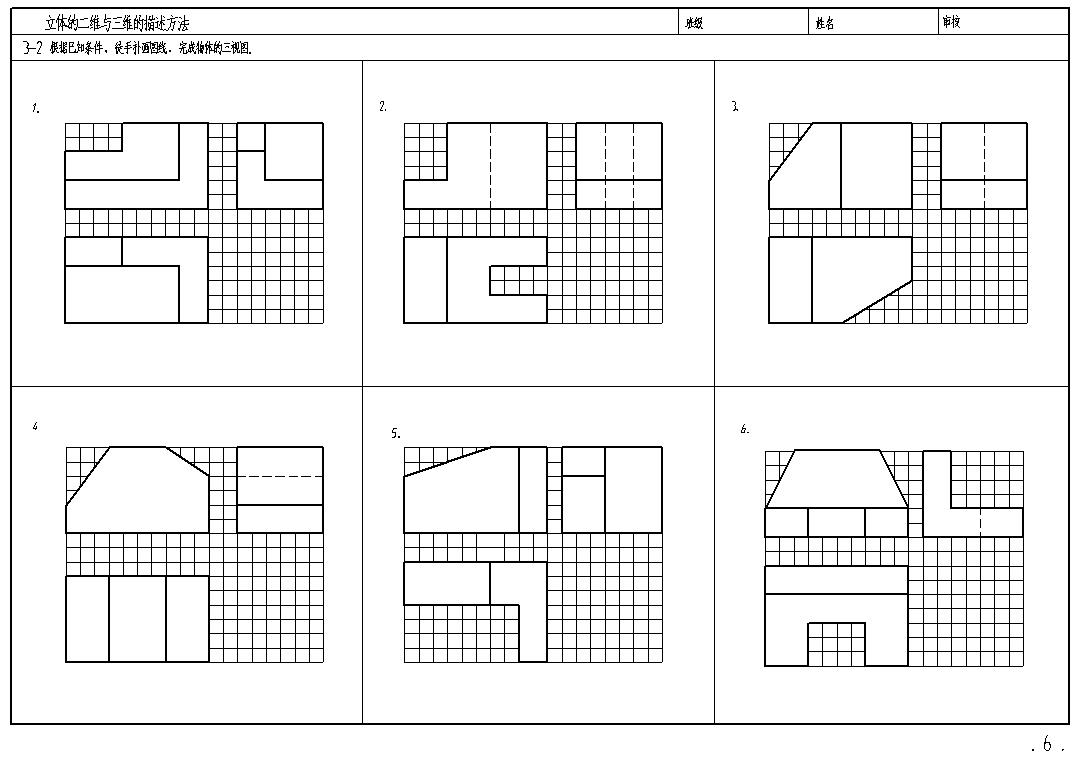 立体的二维与三维的描述方法
班级
姓名
审核
3-2 根据已知条件，徒手补画图线，完成物体的三视图.
1.
2.
3.
4
5.
6.
. 6 .